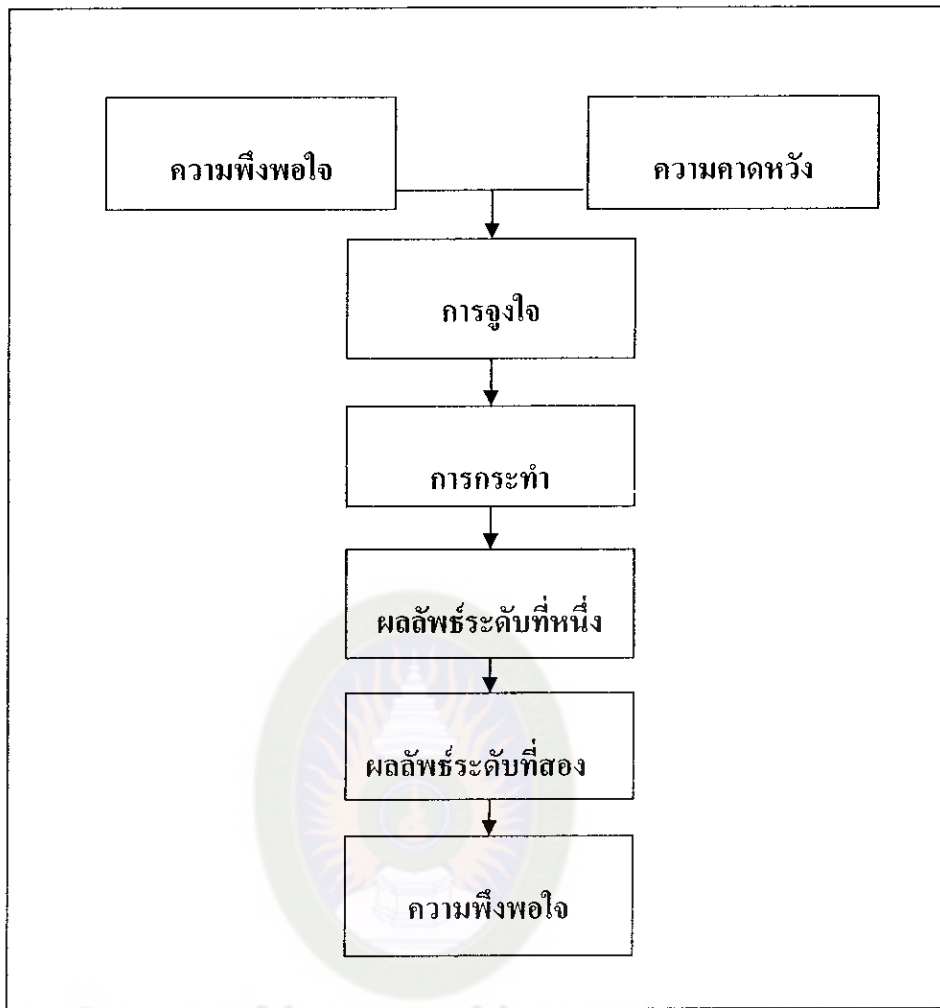 ความพึงพอใจ
ความคาดหวัง
การจูงใจ
การกระทำ
ผลลัพธ์ระดับที่หนึ่ง
ผลลัพธ์ระดับที่สอง
ความพึงพอใจ